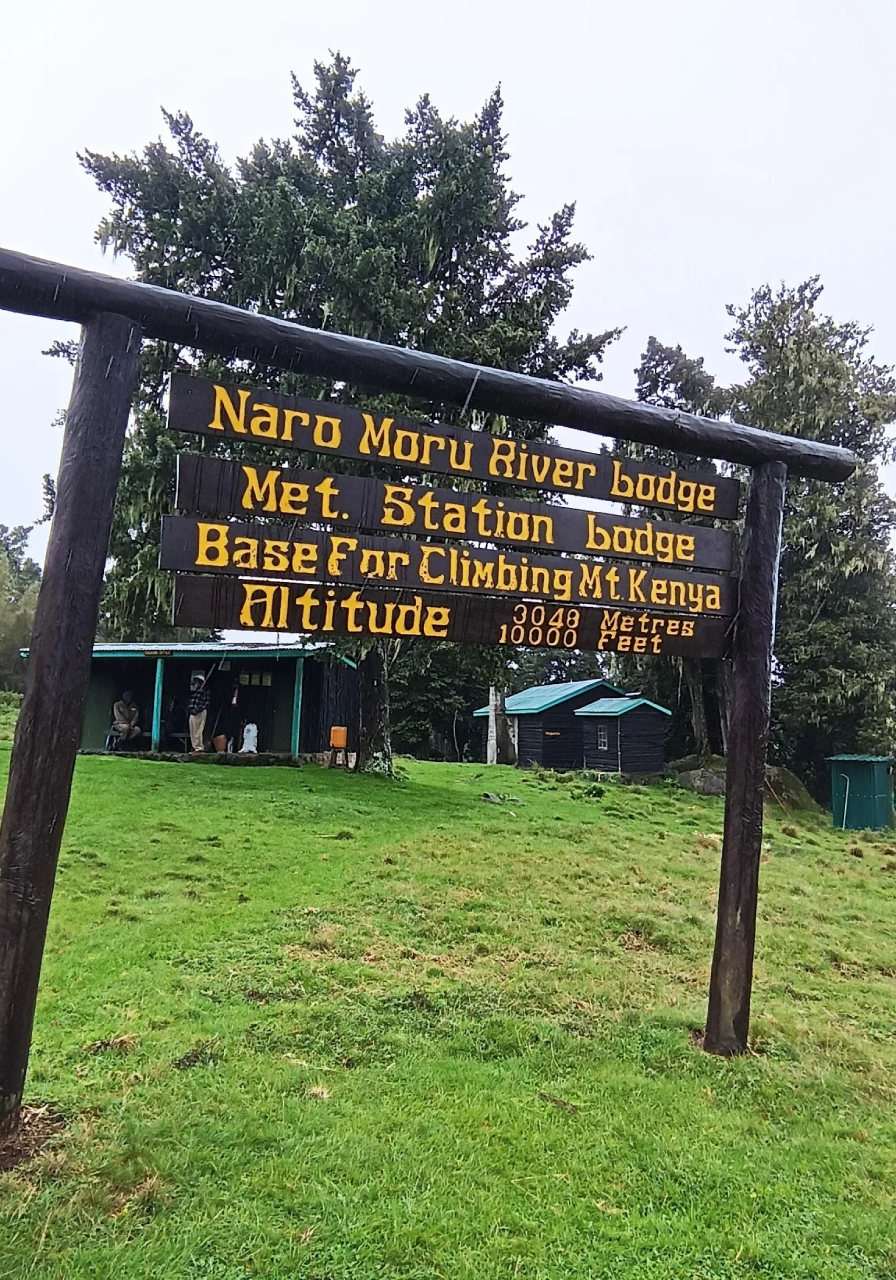 Naro Moru River Lodge
Met. Station Lodge
Base For Climbing Mt. Kenya
Altitude 3048 Metres
10000 Feet